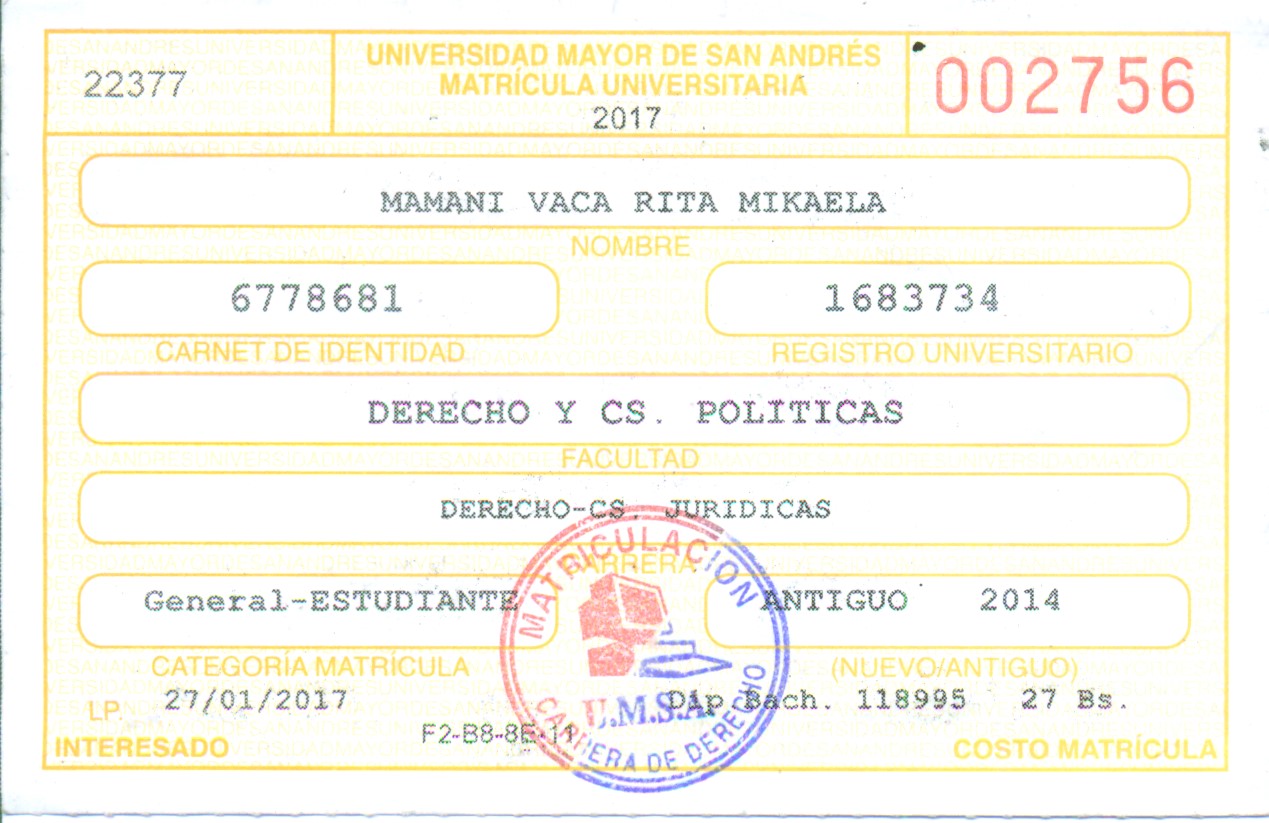 22377
UNIVERSIDAD MAYOR DE SAN ANDRÉS
MATRÍCULA UNIVERSITARIA
2017
002756
MAMANI VACA RITA MIKAELA
NOMBRE
6778681 1683734
CARNET DE IDENTIDAD REGISTRO UNIVERSITARIO
DERECHO Y CS. POLITICAS
FACULTAD
DERECHO-CS. JURIDICAS
CARRERA
General-ESTUDIANTE ANTIGUO 2014
CATEGORÍA MATRÍCULA (NUEVO/ANTIGUO)
LP. 27/01/2017 Dip Bach. 118995 27 Bs.
F2-B8-8E-11
INTERESADO COSTO MATRÍCULA
MATRICULACION
U.M.S.A.
CARRERA DE DERECHO